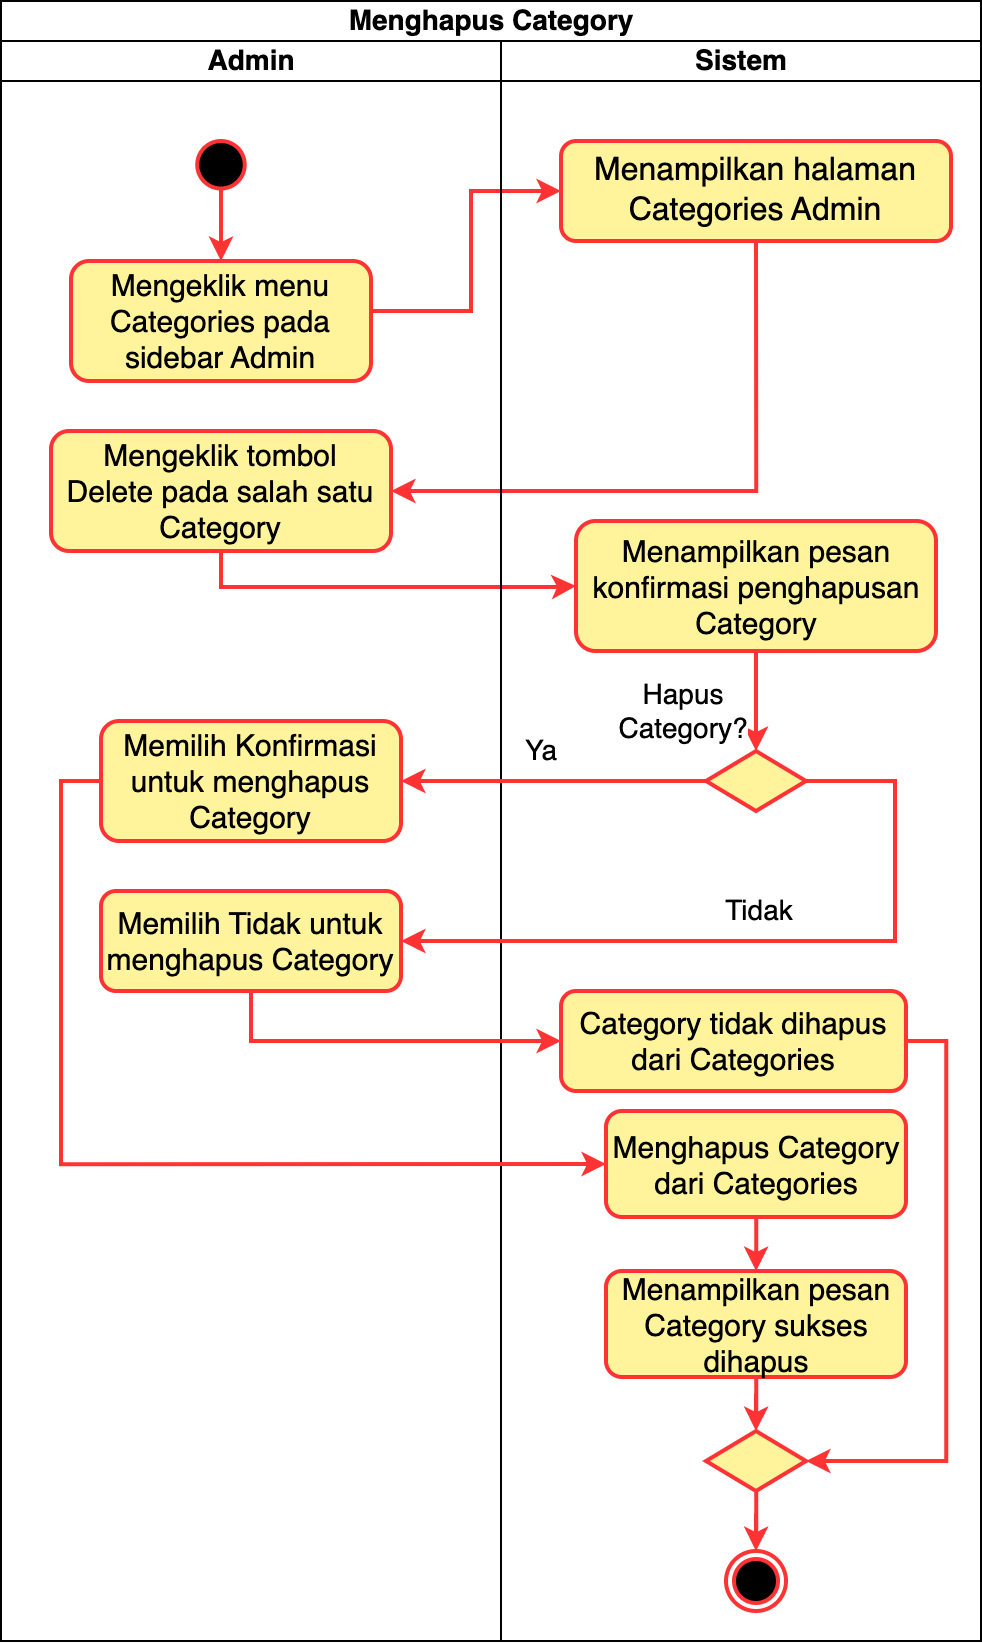 Menghapus Category
Admin
Sistem
Menampilkan halaman
Categories Admin
Mengeklik menu
Categories pada
sidebar Admin
Mengeklik tombol
Delete pada salah satu
Category
Menampilkan pesan
konfirmasi penghapusan
Category
Hapus
Category?
Ya
Memilih Konfirmasi
untuk menghapus
Category
Tidak
Memilih Tidak untuk
menghapus Category
Category tidak dihapus
dari Categories
Menghapus Category
dari Categories
Menampilkan pesan
Category sukses
dihapus